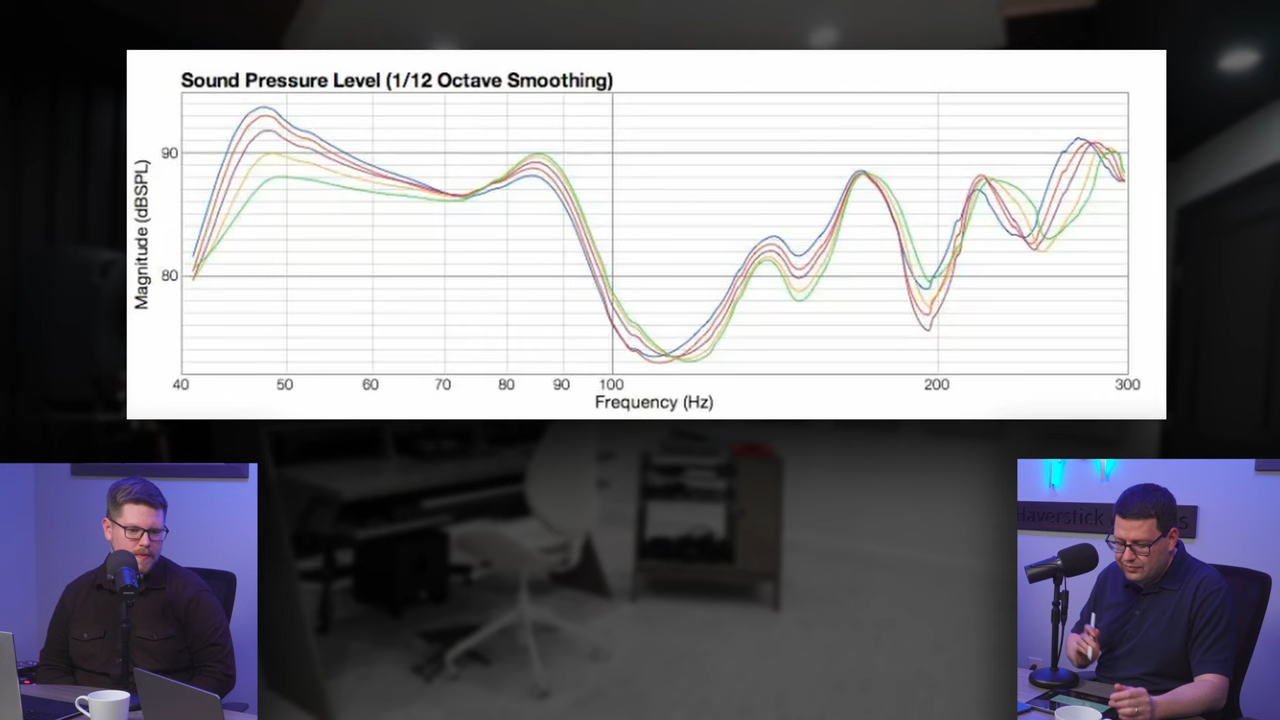 Sound Pressure Level (1/12 Octave Smoothing)
Magnitude (dBSPL)
90
80
40 50 60 70 80 90 100 200 300
Frequency (Hz)
Haverstick